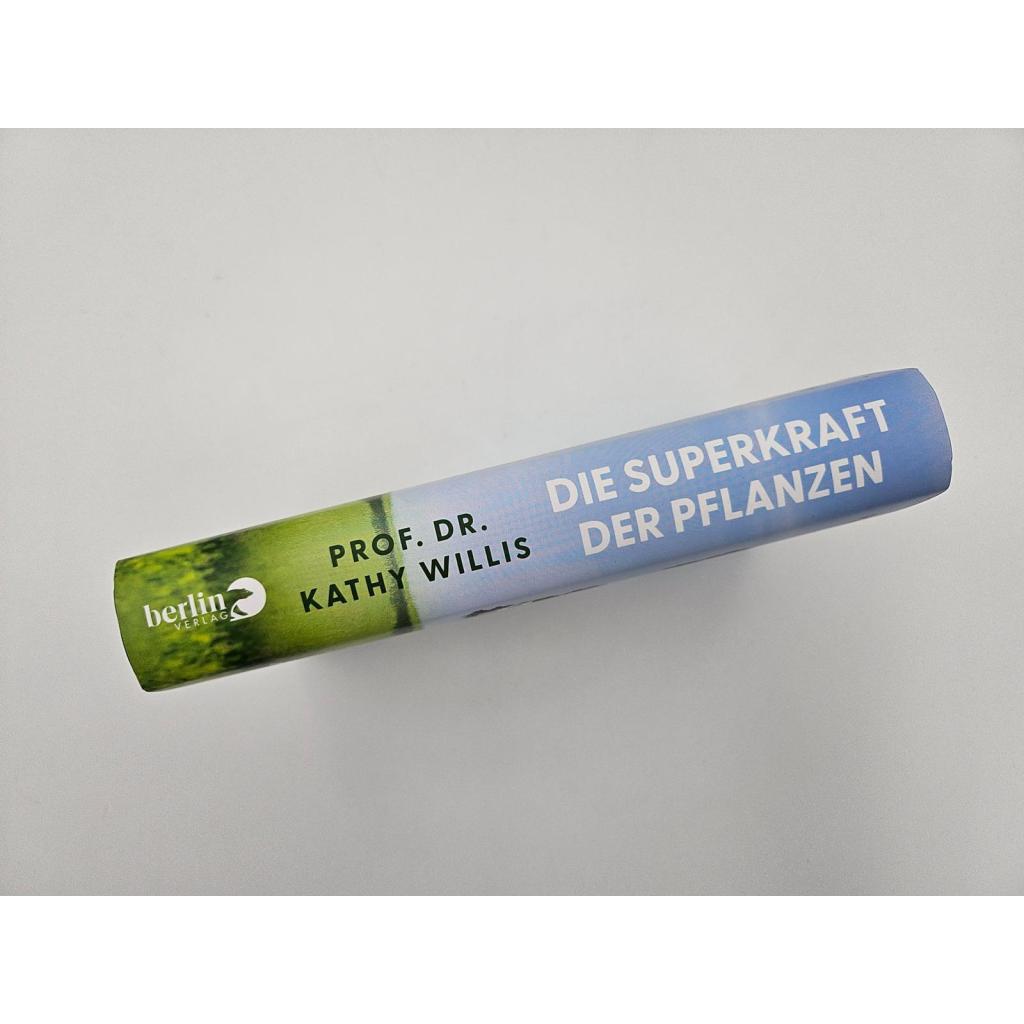 berlin
VERLAG
PROF. DR.
KATHY WILLIS
DIE SUPERKRAFT
DER PFLANZEN